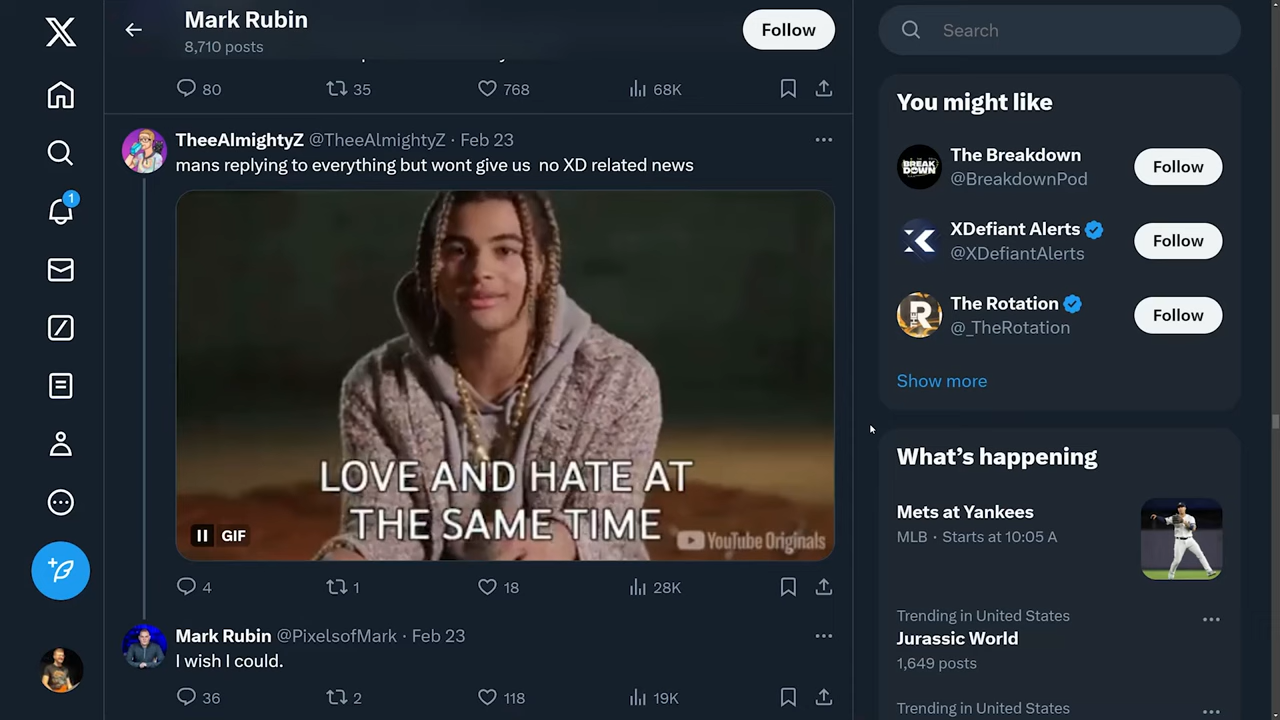 Mark Rubin
8,710 posts
Follow
80 35 768 68K
TheeAlmightyZ @TheeAlmightyZ · Feb 23
mans replying to everything but wont give us no XD related news
LOVE AND HATE AT
THE SAME TIME
GIF
YouTube Originals
4 1 18 28K
Mark Rubin @PixelsofMark · Feb 23
I wish I could.
36 2 118 19K
1
Search
You might like
BREAK
DOWN
The Breakdown
@BreakdownPod
Follow
XDefiant Alerts
@XDefiantAlerts
Follow
The Rotation
@_TheRotation
Follow
Show more
What's happening
Mets at Yankees
MLB · Starts at 10:05 A
Trending in United States
Jurassic World
1,649 posts
Trending in United States